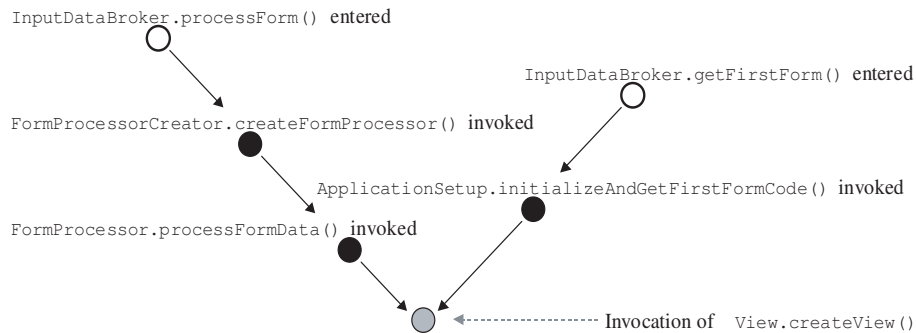 InputDataBroker.processForm() entered
InputDataBroker.getFirstForm() entered
FormProcessorCreator.createFormProcessor() invoked
ApplicationSetup.initializeAndGetFirstFormCode() invoked
FormProcessor.processFormData() invoked
Invocation of View.createView()